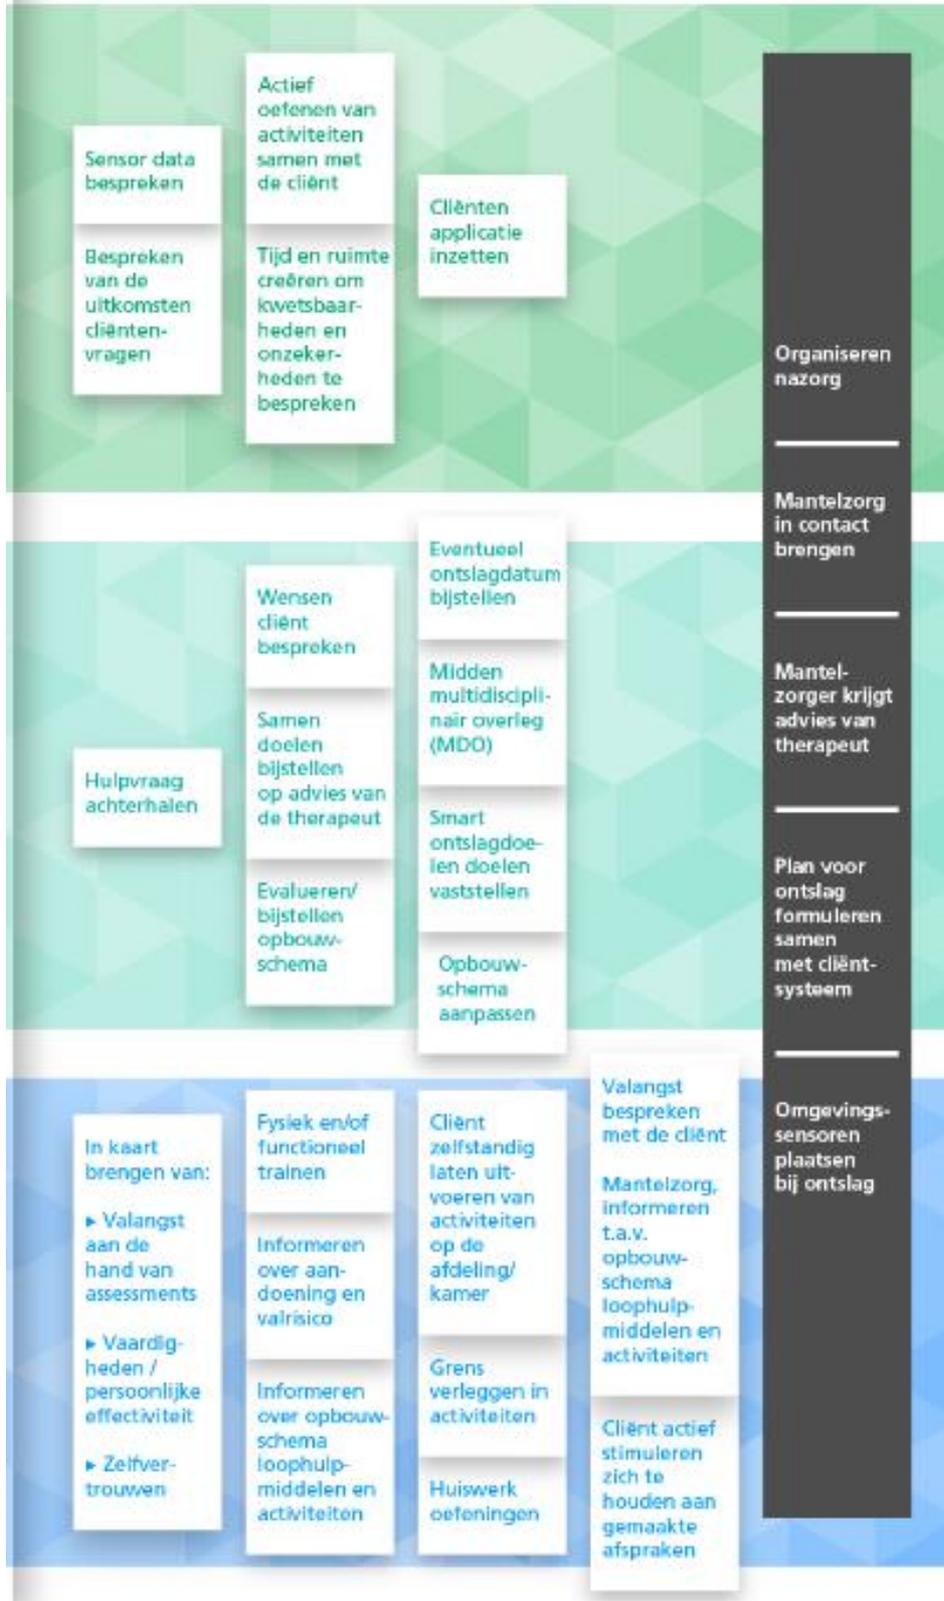 Sensor data
bespreken
Bespreken
van de
uitkomsten
cliënten-
vragen
Actief
oefenen van
activiteiten
samen met
de cliënt
Tijd en ruimte
creëren om
kwetsbaar-
heden en
onzeker-
heden te
bespreken
Cliënten
applicatie
inzetten
Hulpvraag
achterhalen
Wensen
cliënt
bespreken
Samen
doelen
bijstellen
op advies van
de therapeut
Evalueren/
bijstellen
opbouw-
schema
Eventueel
ontslagdatum
bijstellen
Midden
multidiscipli-
nair overleg
(MDO)
Smart
ontslagdoe-
len doelen
vaststellen
Opbouw-
schema
aanpassen
In kaart
brengen van:
▸ Valangst
aan de
hand van
assessments
▸ Vaardig-
heden /
persoonlijke
effectiviteit
▸ Zelfver-
trouwen
Fysiek en/of
functioneel
trainen
Informeren
over aan-
doening en
valrisico
Informeren
over opbouw-
schema
loophulp-
middelen en
activiteiten
Cliënt
zelfstandig
laten uit-
voeren van
activiteiten
op de
afdeling/
kamer
Grens
verleggen in
activiteiten
Huiswerk
oefeningen
Valangst
bespreken
met de cliënt
Mantelzorg,
informeren
t.a.v.
opbouw-
schema
loophulp-
middelen en
activiteiten
Cliënt actief
stimuleren
zich te
houden aan
gemaakte
afspraken
Organiseren
nazorg
Mantelzorg
in contact
brengen
Mantel-
zorger krijgt
advies van
therapeut
Plan voor
ontslag
formuleren
samen
met cliënt-
systeem
Omgevings-
sensoren
plaatsen
bij ontslag